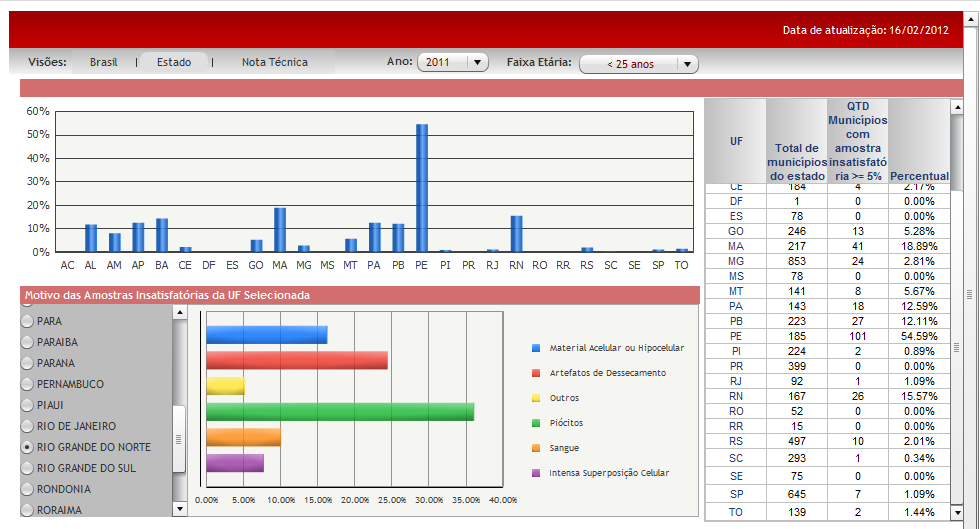 Data de atualização: 16/02/2012
Visões: Brasil | Estado | Nota Técnica Ano: 2011 Faixa Etária: < 25 anos
60%
50%
40%
30%
20%
10%
0%
AC AL AM AP BA CE DF ES GO MA MG MS MT PA PB PE PI PR RJ RN RO RR RS SC SE SP TO
UF Total de municípios do estado QTD Municípios com amostra insatisfató ria >= 5% Percentual
CE 184 4 2.17%
DF 1 0 0.00%
ES 78 0 0.00%
GO 246 13 5.28%
MA 217 41 18.89%
MG 853 24 2.81%
MS 78 0 0.00%
MT 141 8 5.67%
PA 143 18 12.59%
PB 223 27 12.11%
PE 185 101 54.59%
PI 224 2 0.89%
PR 399 0 0.00%
RJ 92 1 1.09%
RN 167 26 15.57%
RO 52 0 0.00%
RR 15 0 0.00%
RS 497 10 2.01%
SC 293 1 0.34%
SE 75 0 0.00%
SP 645 7 1.09%
TO 139 2 1.44%
Motivo das Amostras Insatisfatórias da UF Selecionada
PARA
PARAIBA
PARANA
PERNAMBUCO
PIAUI
RIO DE JANEIRO
RIO GRANDE DO NORTE
RIO GRANDE DO SUL
RONDONIA
RORAIMA
0.00% 5.00% 10.00% 15.00% 20.00% 25.00% 30.00% 35.00% 40.00%
Material Acelular ou Hipocelular
Artefatos de Dessecamento
Outros
Piócitos
Sangue
Intensa Superposição Celular